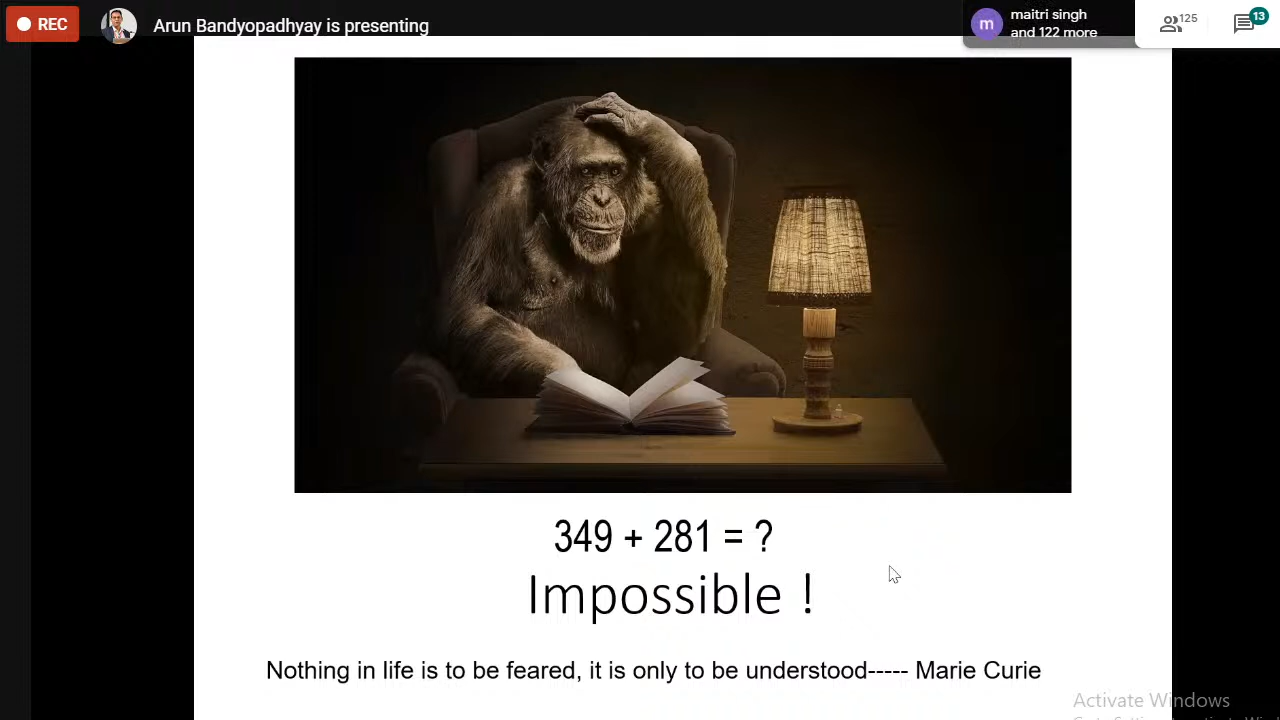 REC
Arun Bandyopadhyay is presenting
m
maitri singh
and 122 more
125
13
349 + 281 = ?
Impossible !
Nothing in life is to be feared, it is only to be understood----- Marie Curie
Activate Windows